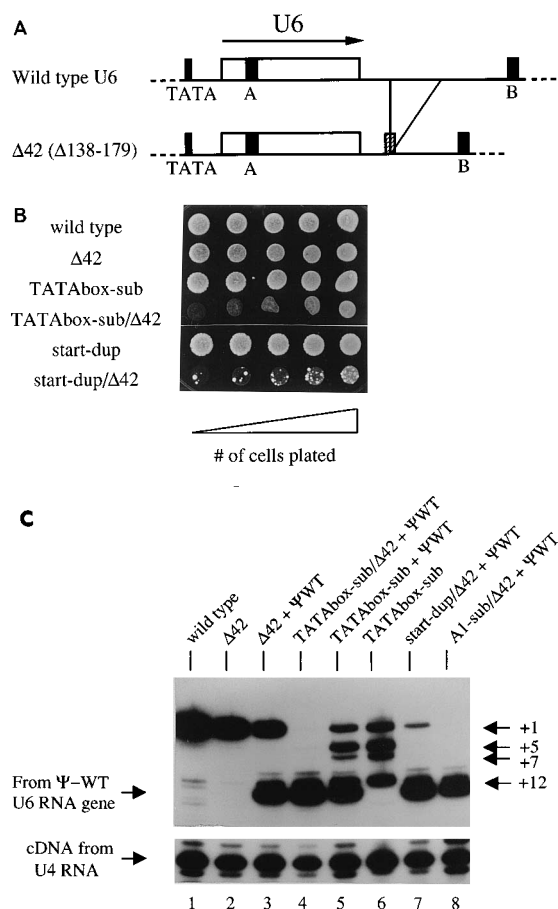 A
U6
Wild type U6
TATA A B
Δ42 (Δ138-179)
TATA A B
B
wild type
Δ42
TATAbox-sub
TATAbox-sub/Δ42
start-dup
start-dup/Δ42
# of cells plated
C
wild type
Δ42
Δ42 + ΨWT
TATAbox-sub/Δ42 + ΨWT
TATAbox-sub + ΨWT
TATAbox-sub
start-dup/Δ42 + ΨWT
A1-sub/Δ42 + ΨWT
+1
+5
+7
+12
From Ψ–WT
U6 RNA gene
cDNA from
U4 RNA
1 2 3 4 5 6 7 8